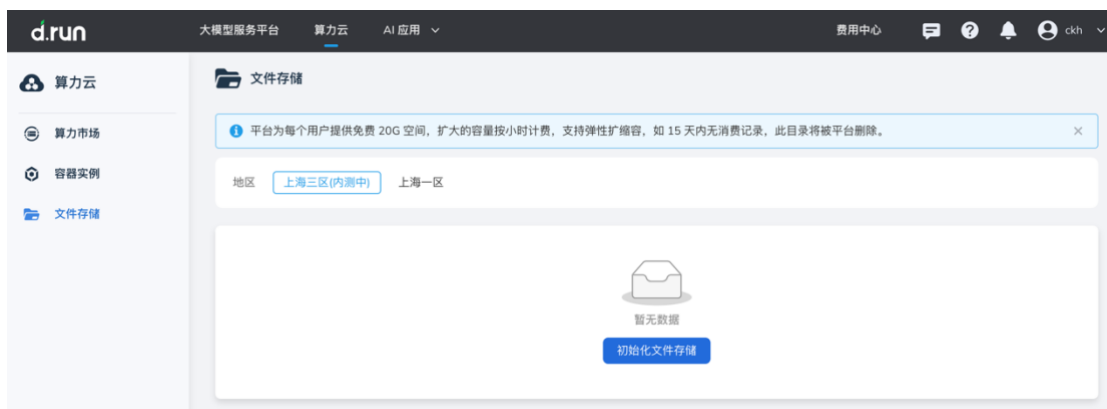 d.run 大模型服务平台 算力云 AI 应用 费用中心 ckh
算力云
文件存储
算力市场
容器实例
文件存储
平台为每个用户提供免费 20G 空间，扩大的容量按小时计费，支持弹性扩缩容，如 15 天内无消费记录，此目录将被平台删除。
地区 上海三区(内测中) 上海一区
暂无数据
初始化文件存储